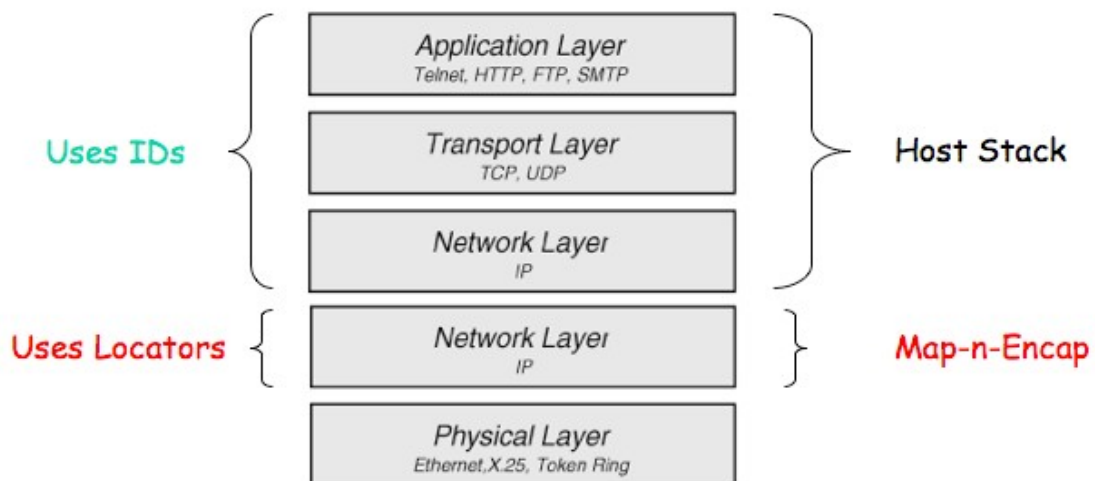 Application Layer
Telnet, HTTP, FTP, SMTP
Uses IDs
Transport Layer
TCP, UDP
Host Stack
Network Layer
IP
Uses Locators
Network Layer
IP
Map-n-Encap
Physical Layer
Ethernet,X.25, Token Ring